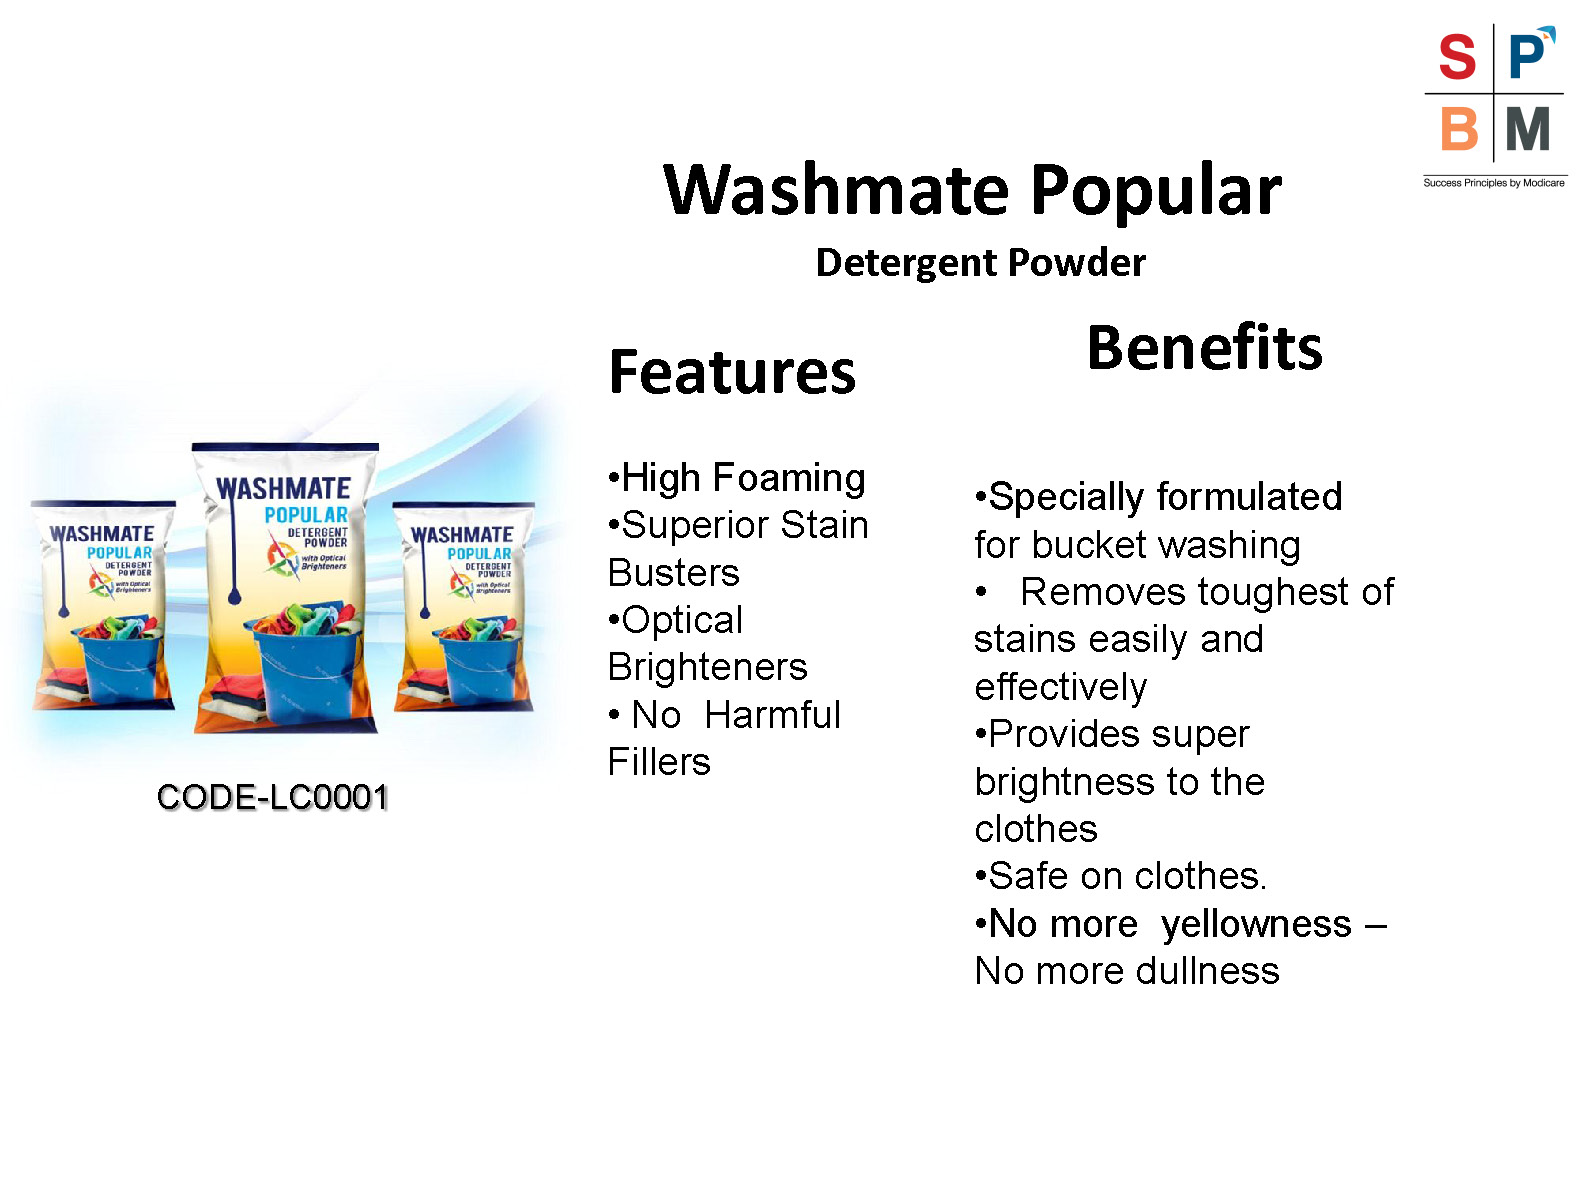 S P
B M
Success Principles by Modicare
Washmate Popular
Detergent Powder
Features
•High Foaming
•Superior Stain
Busters
•Optical
Brighteners
• No Harmful
Fillers
Benefits
•Specially formulated
for bucket washing
• Removes toughest of
stains easily and
effectively
•Provides super
brightness to the
clothes
•Safe on clothes.
•No more yellowness –
No more dullness
WASHMATE
POPULAR
DETERGENT
POWDER
with Optical
Brighteners
WASHMATE
POPULAR
DETERGENT
POWDER
with Optical
Brighteners
WASHMATE
POPULAR
DETERGENT
POWDER
with Optical
Brighteners
CODE-LC0001